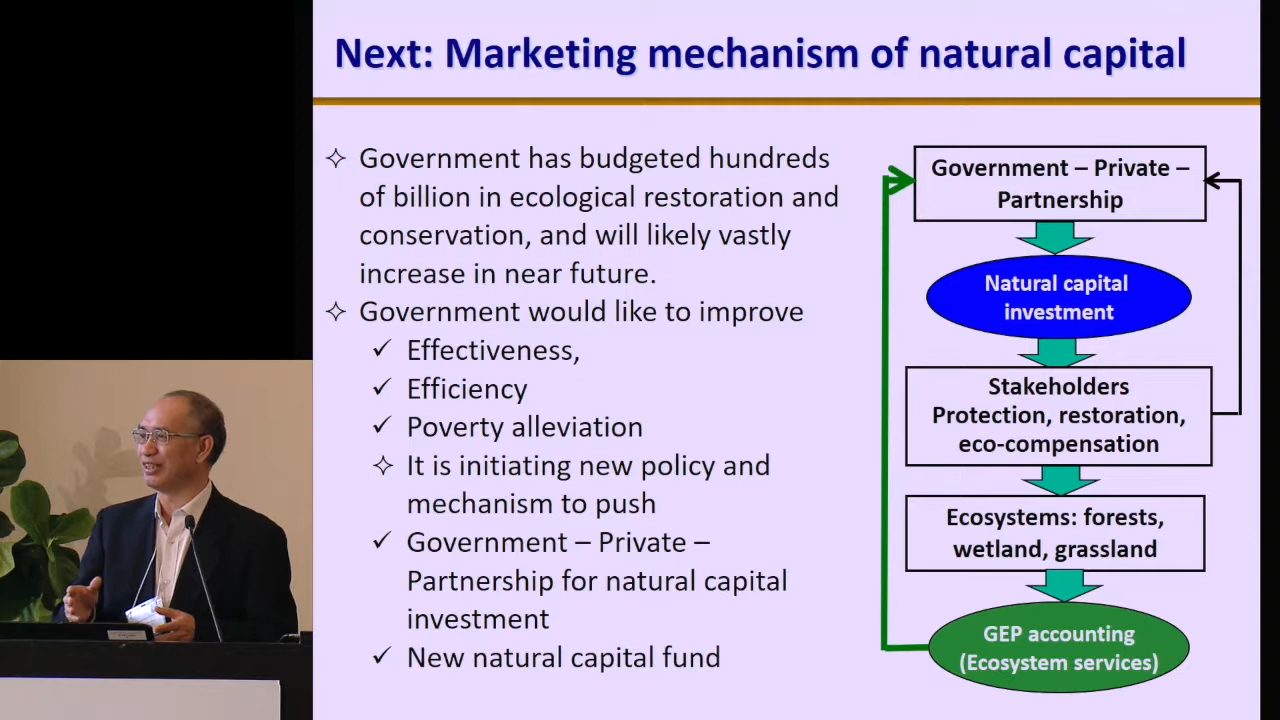 Next: Marketing mechanism of natural capital
✧ Government has budgeted hundreds
of billion in ecological restoration and
conservation, and will likely vastly
increase in near future.
✧ Government would like to improve
✓ Effectiveness,
✓ Efficiency
✓ Poverty alleviation
✧ It is initiating new policy and
mechanism to push
✓ Government – Private –
Partnership for natural capital
investment
✓ New natural capital fund
Government – Private –
Partnership
Natural capital
investment
Stakeholders
Protection, restoration,
eco-compensation
Ecosystems: forests,
wetland, grassland
GEP accounting
(Ecosystem services)